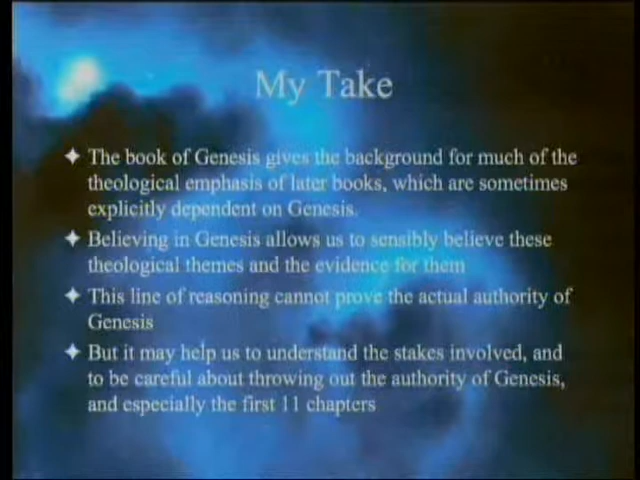 My Take
The book of Genesis gives the background for much of the
theological emphasis of later books, which are sometimes
explicitly dependent on Genesis.
Believing in Genesis allows us to sensibly believe these
theological themes and the evidence for them
This line of reasoning cannot prove the actual authority of
Genesis
But it may help us to understand the stakes involved, and
to be careful about throwing out the authority of Genesis,
and especially the first 11 chapters